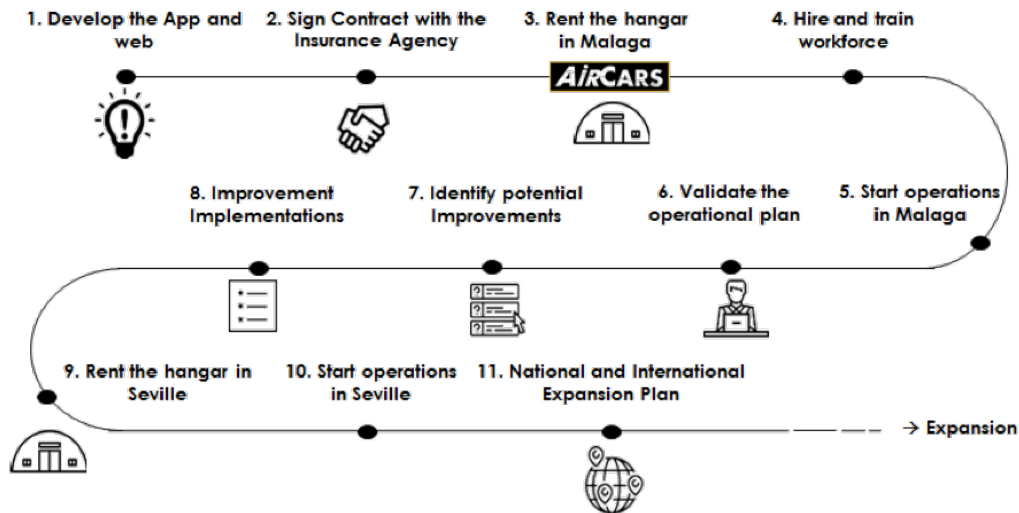 1. Develop the App and
web
2. Sign Contract with the
Insurance Agency
3. Rent the hangar
in Malaga
4. Hire and train
workforce
AiRCARS
8. Improvement
Implementations
7. Identify potential
Improvements
6. Validate the
operational plan
5. Start operations
in Malaga
9. Rent the hangar in
Seville
10. Start operations
in Seville
11. National and International
Expansion Plan
→ Expansion